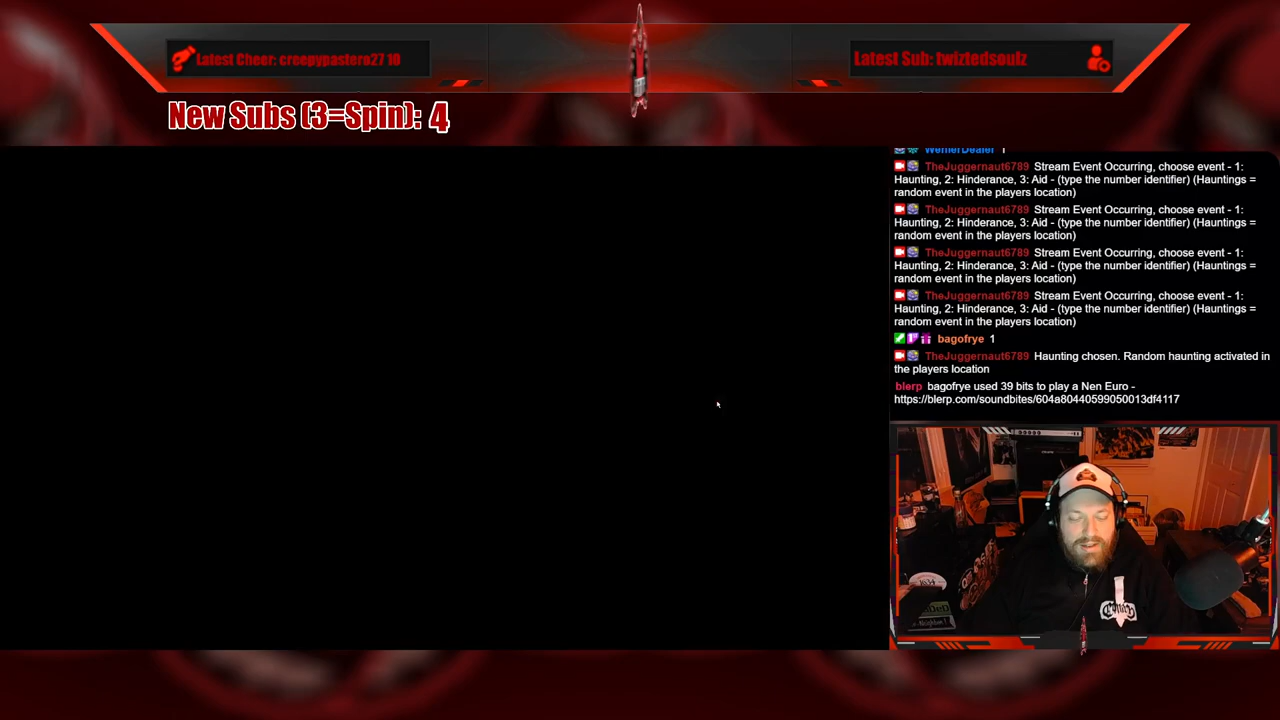 Latest Cheer: creepypastero27 10
Latest Sub: twiztedsoulz
New Subs (3=Spin): 4
WernerDealer 1
TheJuggernaut6789 Stream Event Occurring, choose event - 1:
Haunting, 2: Hinderance, 3: Aid - (type the number identifier) (Hauntings =
random event in the players location)
TheJuggernaut6789 Stream Event Occurring, choose event - 1:
Haunting, 2: Hinderance, 3: Aid - (type the number identifier) (Hauntings =
random event in the players location)
TheJuggernaut6789 Stream Event Occurring, choose event - 1:
Haunting, 2: Hinderance, 3: Aid - (type the number identifier) (Hauntings =
random event in the players location)
TheJuggernaut6789 Stream Event Occurring, choose event - 1:
Haunting, 2: Hinderance, 3: Aid - (type the number identifier) (Hauntings =
random event in the players location)
bagofrye 1
TheJuggernaut6789 Haunting chosen. Random haunting activated in
the players location
blerp bagofrye used 39 bits to play a Nen Euro -
https://blerp.com/soundbites/604a80440599050013df4117